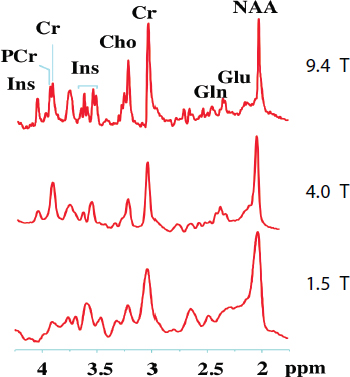 Cr Cr NAA
PCr Cho
Ins Ins Glu 9.4 T
Gln
4.0 T
1.5 T
4 3.5 3 2.5 2 ppm